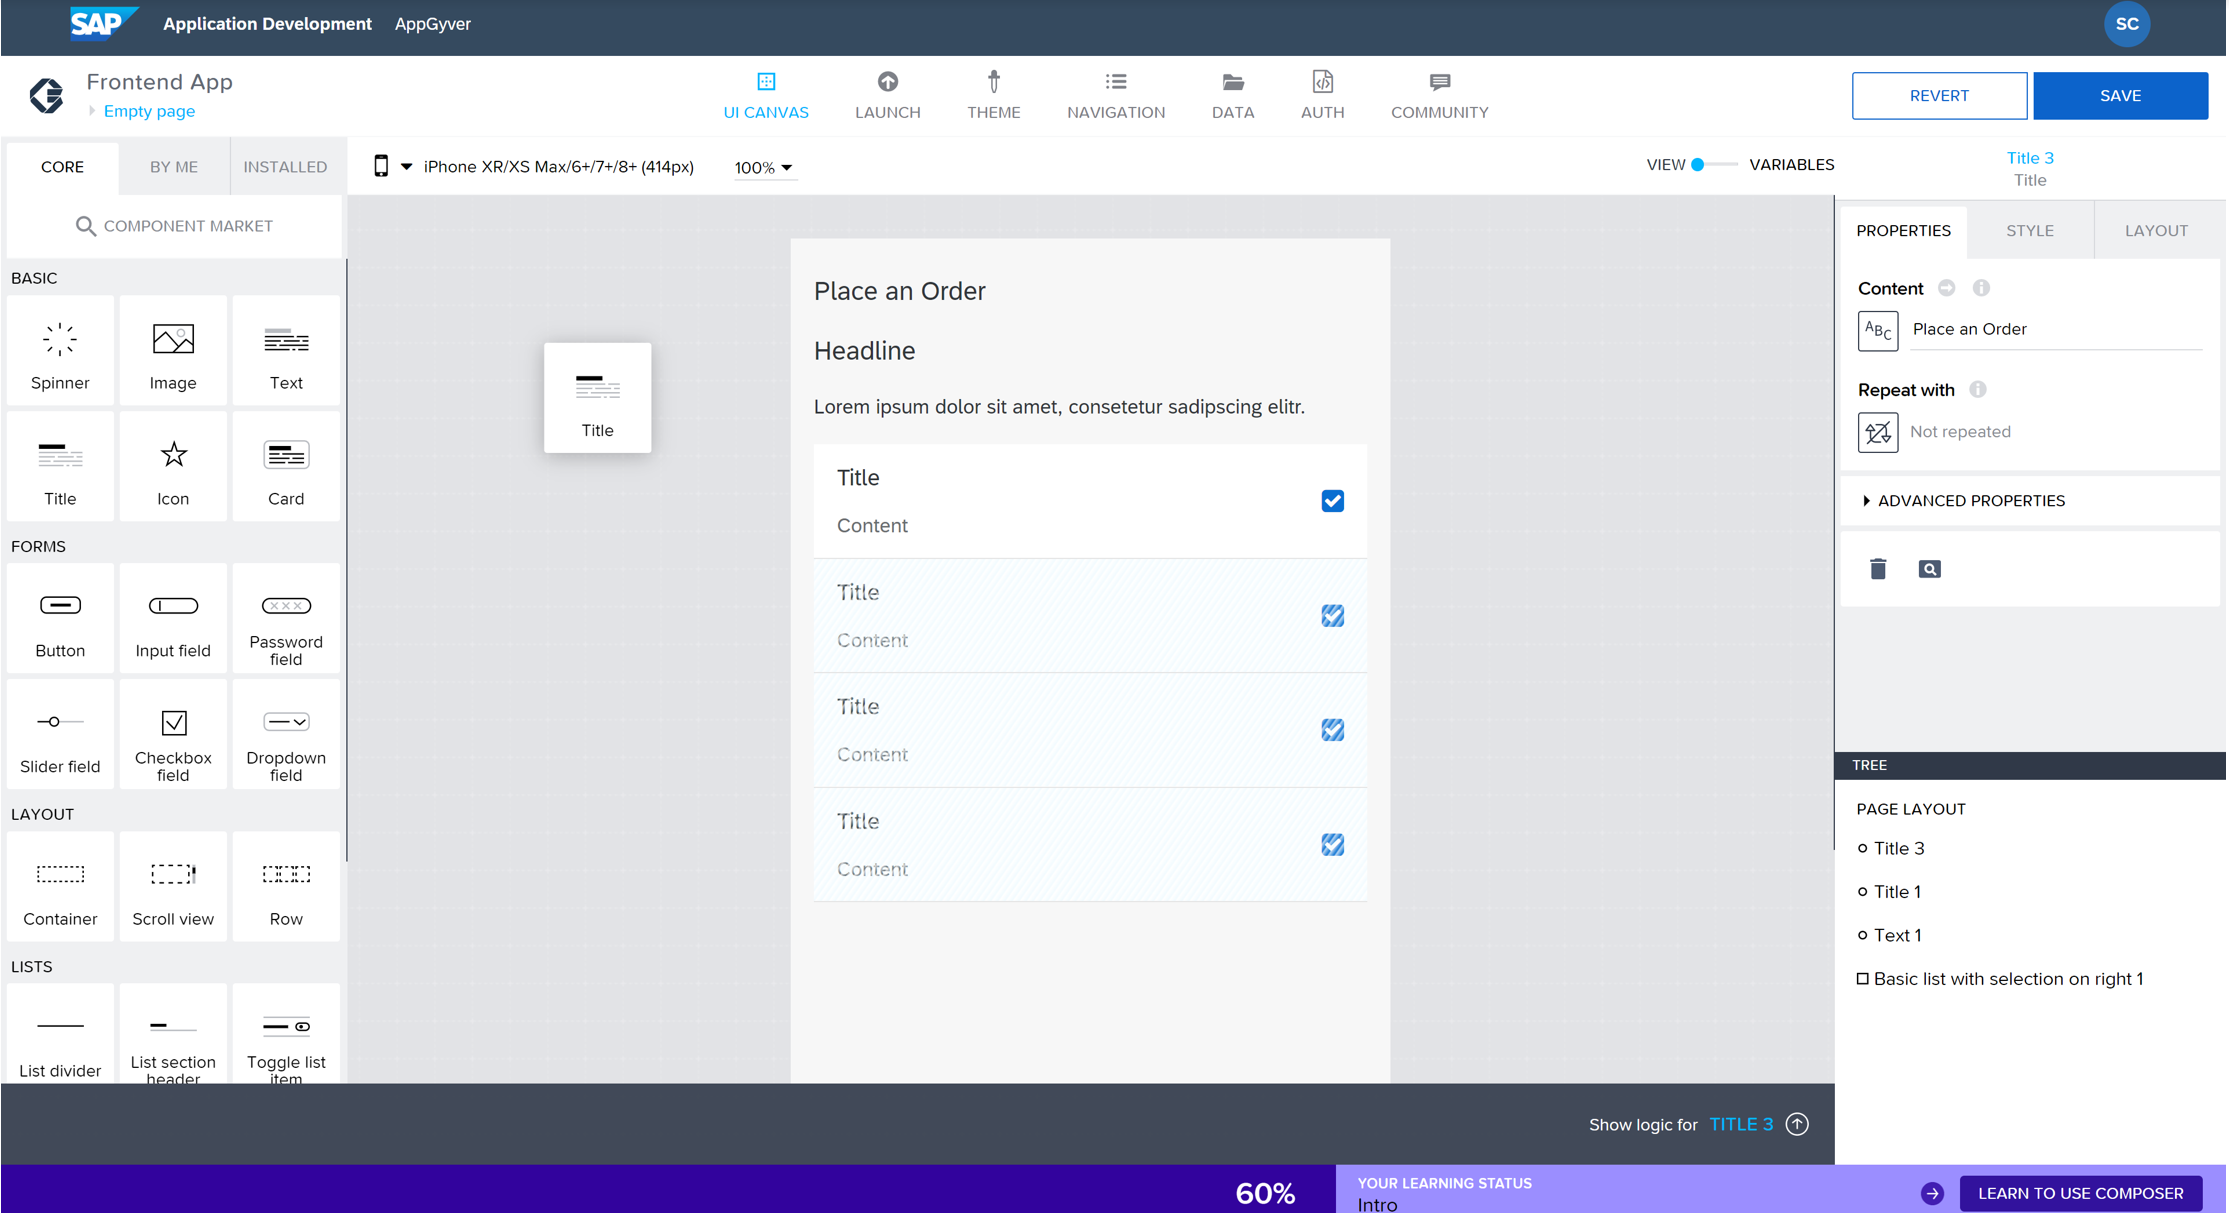 SAP Application Development AppGyver SC
Frontend App
Empty page
UI CANVAS LAUNCH THEME NAVIGATION DATA AUTH COMMUNITY
REVERT SAVE
CORE BY ME INSTALLED
iPhone XR/XS Max/6+/7+/8+ (414px) 100%
VIEW VARIABLES
Title 3
Title
COMPONENT MARKET
BASIC
Spinner Image Text
Title Icon Card
FORMS
Button Input field Password field
Slider field Checkbox field Dropdown field
LAYOUT
Container Scroll view Row
LISTS
List divider List section header Toggle list item
Title
Place an Order
Headline
Lorem ipsum dolor sit amet, consetetur sadipscing elitr.
Title
Content
Title
Content
Title
Content
Title
Content
PROPERTIES STYLE LAYOUT
Content
ABC Place an Order
Repeat with
Not repeated
ADVANCED PROPERTIES
TREE
PAGE LAYOUT
Title 3
Title 1
Text 1
Basic list with selection on right 1
Show logic for TITLE 3
60%
YOUR LEARNING STATUS
Intro
LEARN TO USE COMPOSER